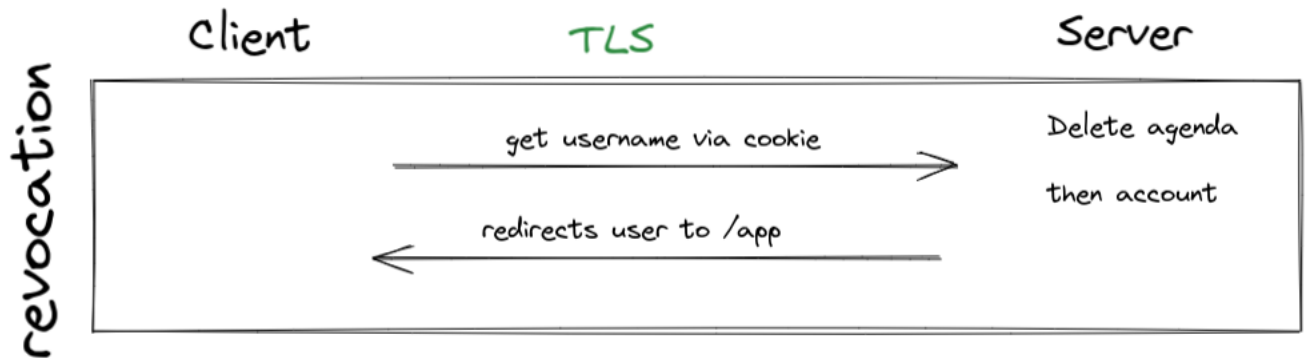 Client
TLS
Server
revocation
get username via cookie
Delete agenda
then account
redirects user to /app